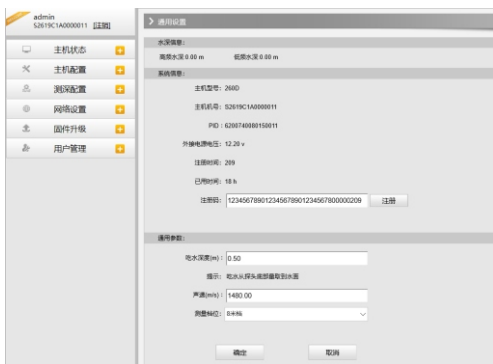 admin
S2619C1A0000011 [注销]
主机状态
主机配置
测深配置
网络设置
固件升级
用户管理
通用设置
水深信息:
高频水深:0.00 m 低频水深:0.00 m
系统信息:
主机型号: 260D
主机机号: S2619C1A0000011
PID: 6200740080150011
外接电源电压: 12.20 v
注册时间: 209
已用时间: 18 h
注册码: 12345678901234567890123456780000209 注册
通用参数:
吃水深度(m): 0.50
提示: 吃水从探头底部量取到水面
声速(m/s): 1480.00
测量档位: 8米档
确定 取消